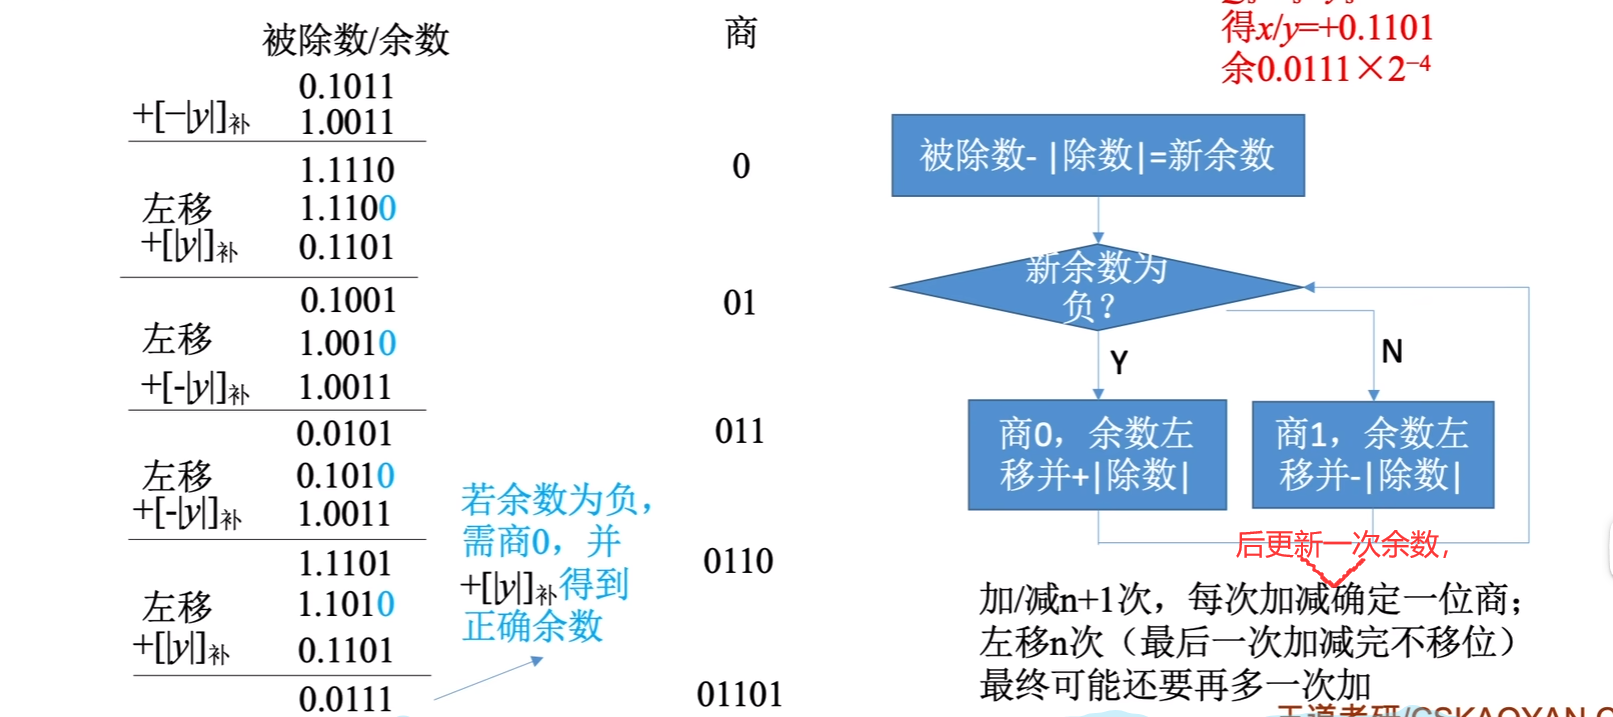 被除数/余数 商
0.1011
+[−|y|]补 1.0011
1.1110 0
左移 1.1100
+[|y|]补 0.1101
0.1001 01
左移 1.0010
+[-|y|]补 1.0011
0.0101 011
左移 0.1010
+[-|y|]补 1.0011
1.1101 0110
左移 1.1010
+[|y|]补 0.1101
0.0111 01101
若余数为负，
需商0，并
+[|y|]补得到
正确余数
得x/y=+0.1101
余0.0111×2⁻⁴
被除数- |除数|=新余数
新余数为
负？
Y
N
商0，余数左
移并+|除数|
商1，余数左
移并-|除数|
后更新一次余数，
加/减n+1次，每次加减确定一位商；
左移n次（最后一次加减完不移位）
最终可能还要再多一次加